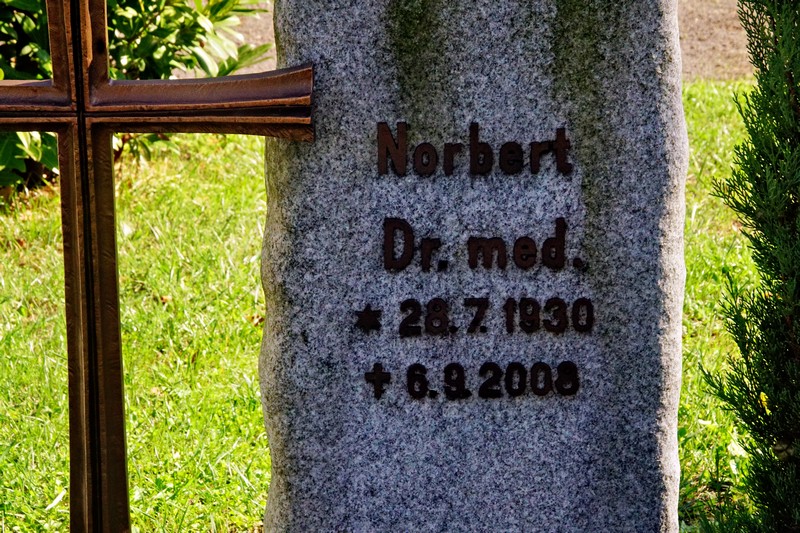 Norbert
Dr. med.
* 28.7.1930
† 6.9.2008